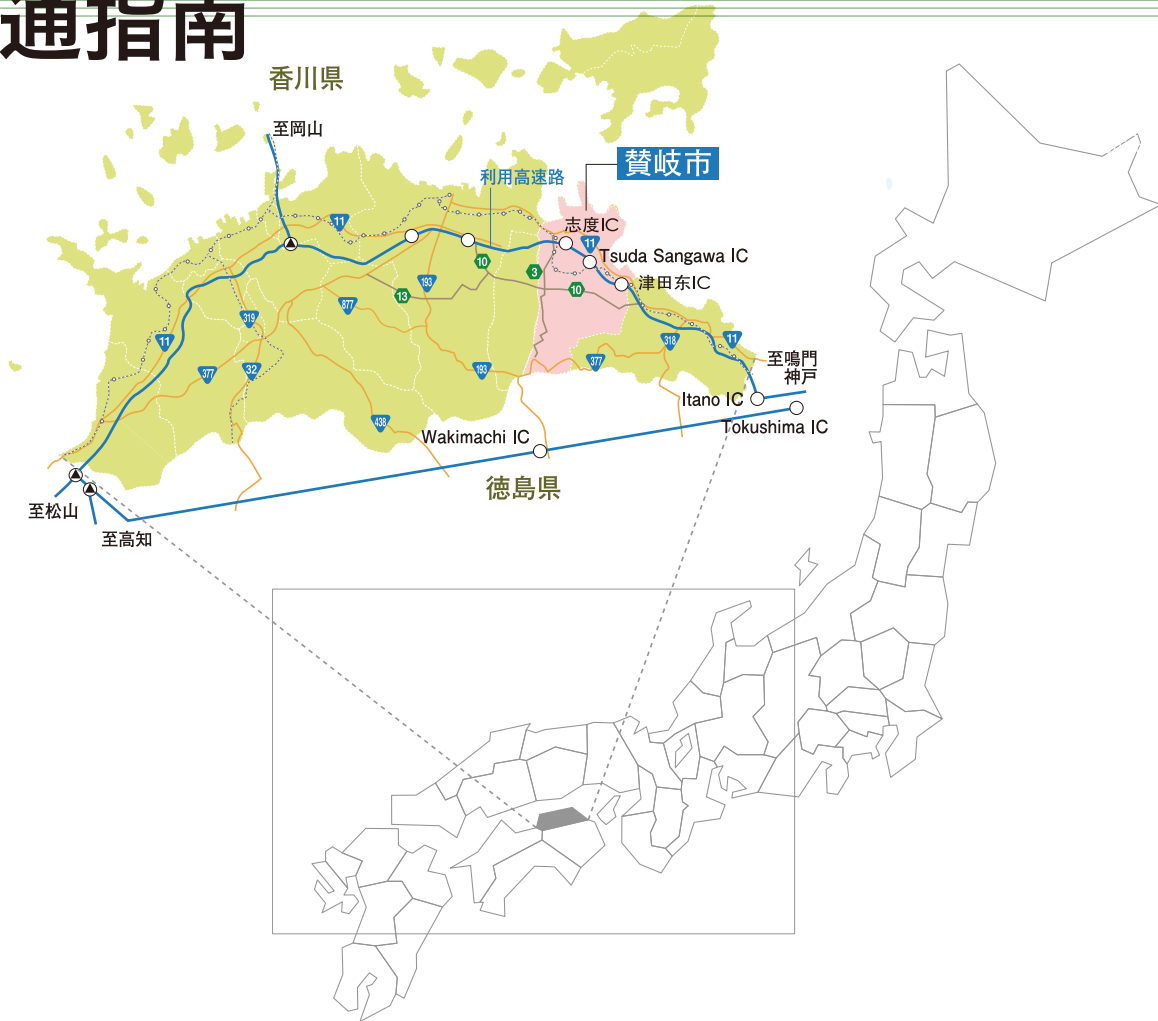 通指南
香川県
至岡山
賛岐市
利用高速路
志度IC
11
11
Tsuda Sangawa IC
10
3
193
10
津田东IC
13
877
319
11
318
11
377
32
193
377
至鳴門
神戸
Itano IC
438
Tokushima IC
Wakimachi IC
徳島県
至松山
至高知